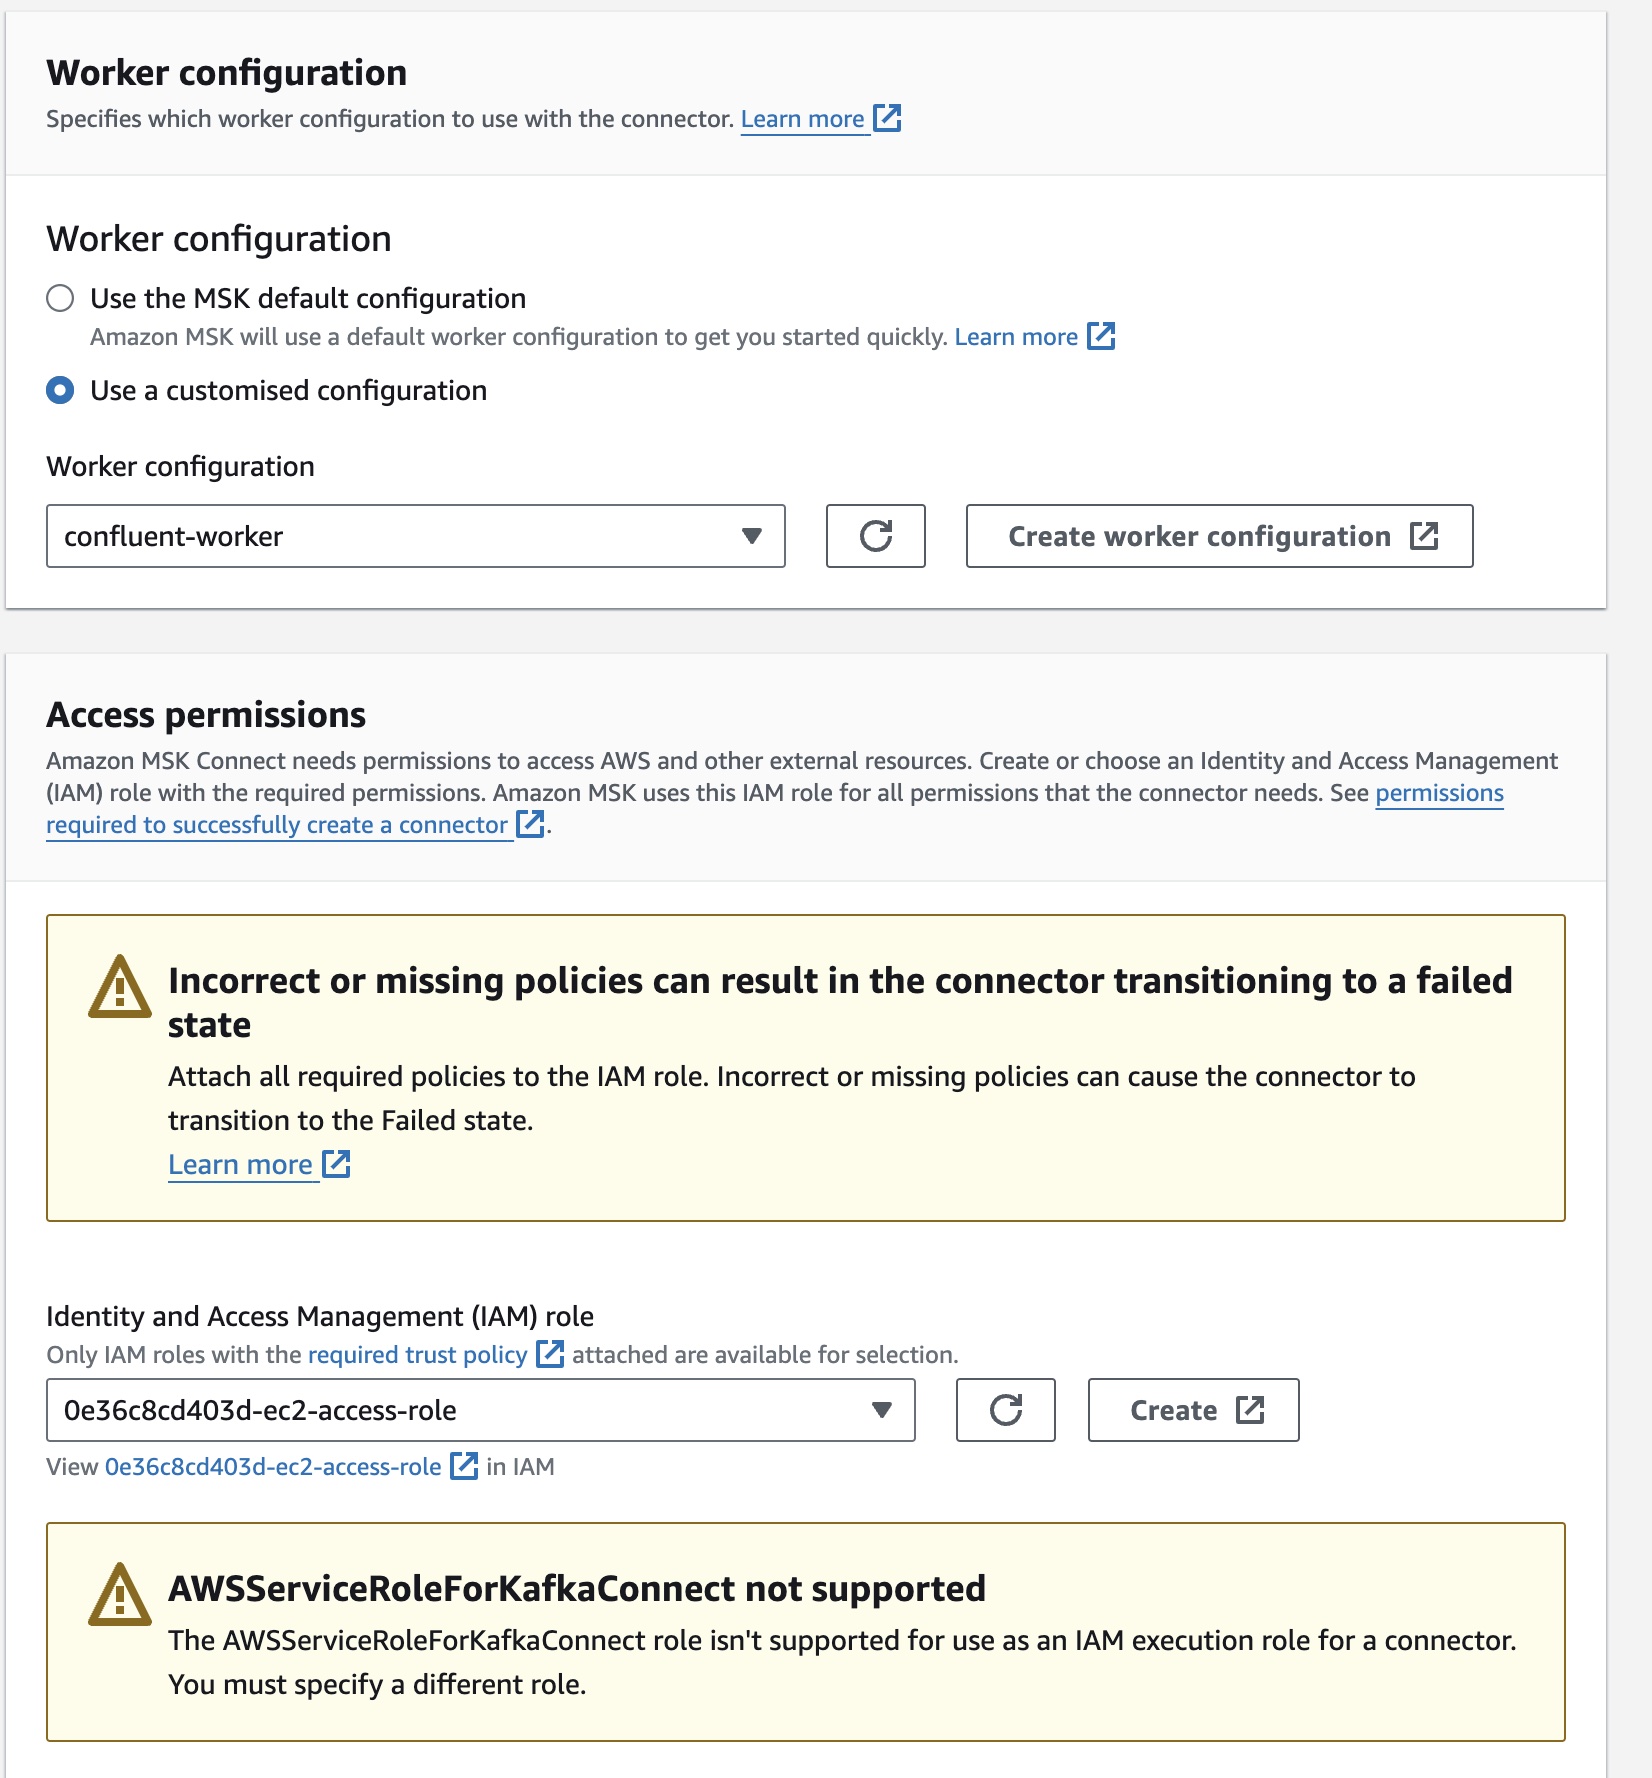 Worker configuration
Specifies which worker configuration to use with the connector. Learn more
Worker configuration
Use the MSK default configuration
Amazon MSK will use a default worker configuration to get you started quickly. Learn more
Use a customised configuration
Worker configuration
confluent-worker
Create worker configuration
Access permissions
Amazon MSK Connect needs permissions to access AWS and other external resources. Create or choose an Identity and Access Management
(IAM) role with the required permissions. Amazon MSK uses this IAM role for all permissions that the connector needs. See permissions
required to successfully create a connector.
Incorrect or missing policies can result in the connector transitioning to a failed
state
Attach all required policies to the IAM role. Incorrect or missing policies can cause the connector to
transition to the Failed state.
Learn more
Identity and Access Management (IAM) role
Only IAM roles with the required trust policy attached are available for selection.
0e36c8cd403d-ec2-access-role
Create
View 0e36c8cd403d-ec2-access-role in IAM
AWSServiceRoleForKafkaConnect not supported
The AWSServiceRoleForKafkaConnect role isn't supported for use as an IAM execution role for a connector.
You must specify a different role.